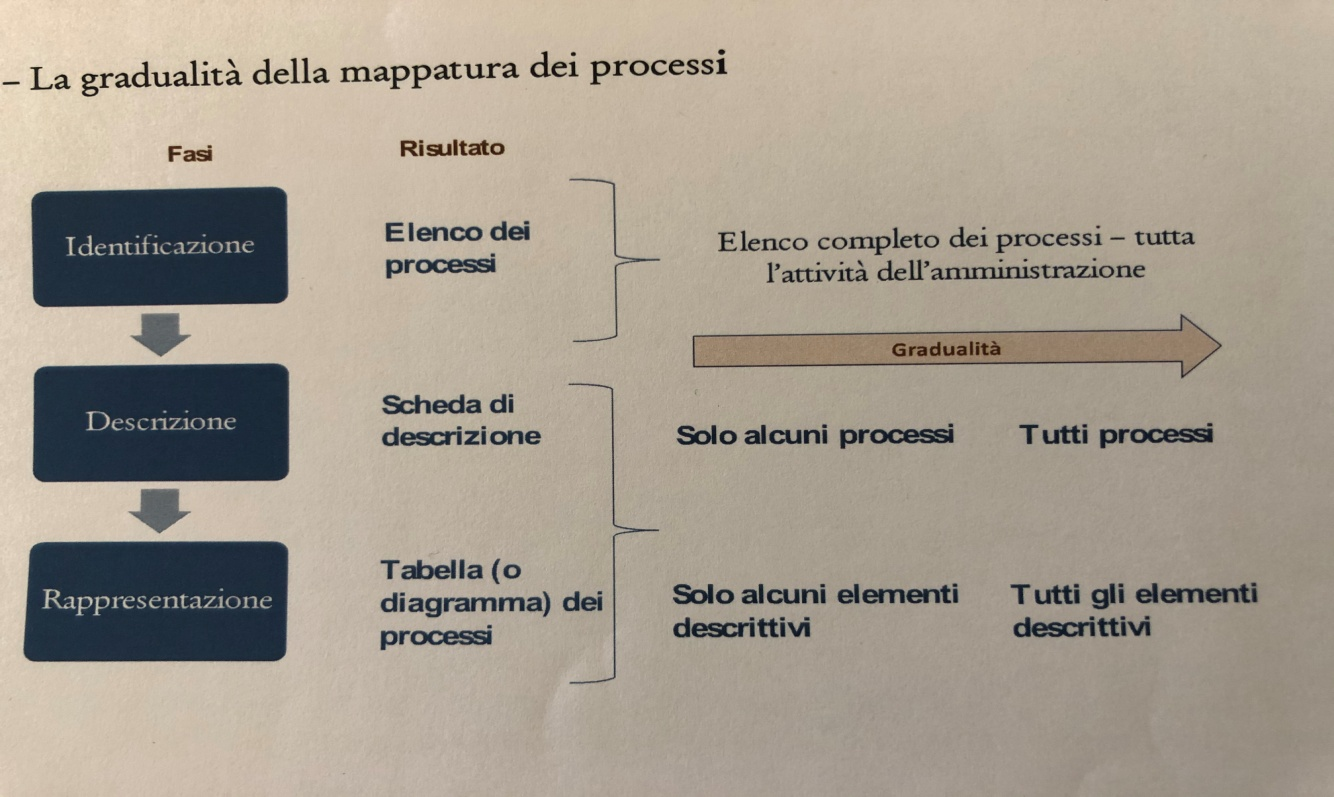 – La gradualità della mappatura dei processi
Fasi
Risultato
Identificazione
Elenco dei
processi
Elenco completo dei processi – tutta
l'attività dell'amministrazione
Gradualità
Descrizione
Scheda di
descrizione
Solo alcuni processi
Tutti processi
Rappresentazione
Tabella (o
diagramma) dei
processi
Solo alcuni elementi
descrittivi
Tutti gli elementi
descrittivi